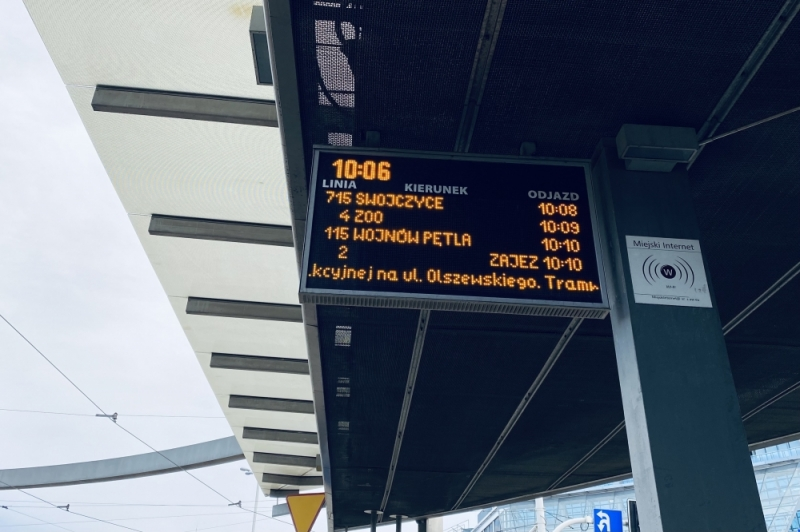 10:06
LINIA KIERUNEK ODJAZD
715 SWOJCZYCE 10:08
4 ZOO 10:09
115 WOJNÓW PĘTLA 10:10
2 ZAJEZ 10:10
.kcyjnej na ul. Olszewskiego. Tramw
Miejski Internet
W